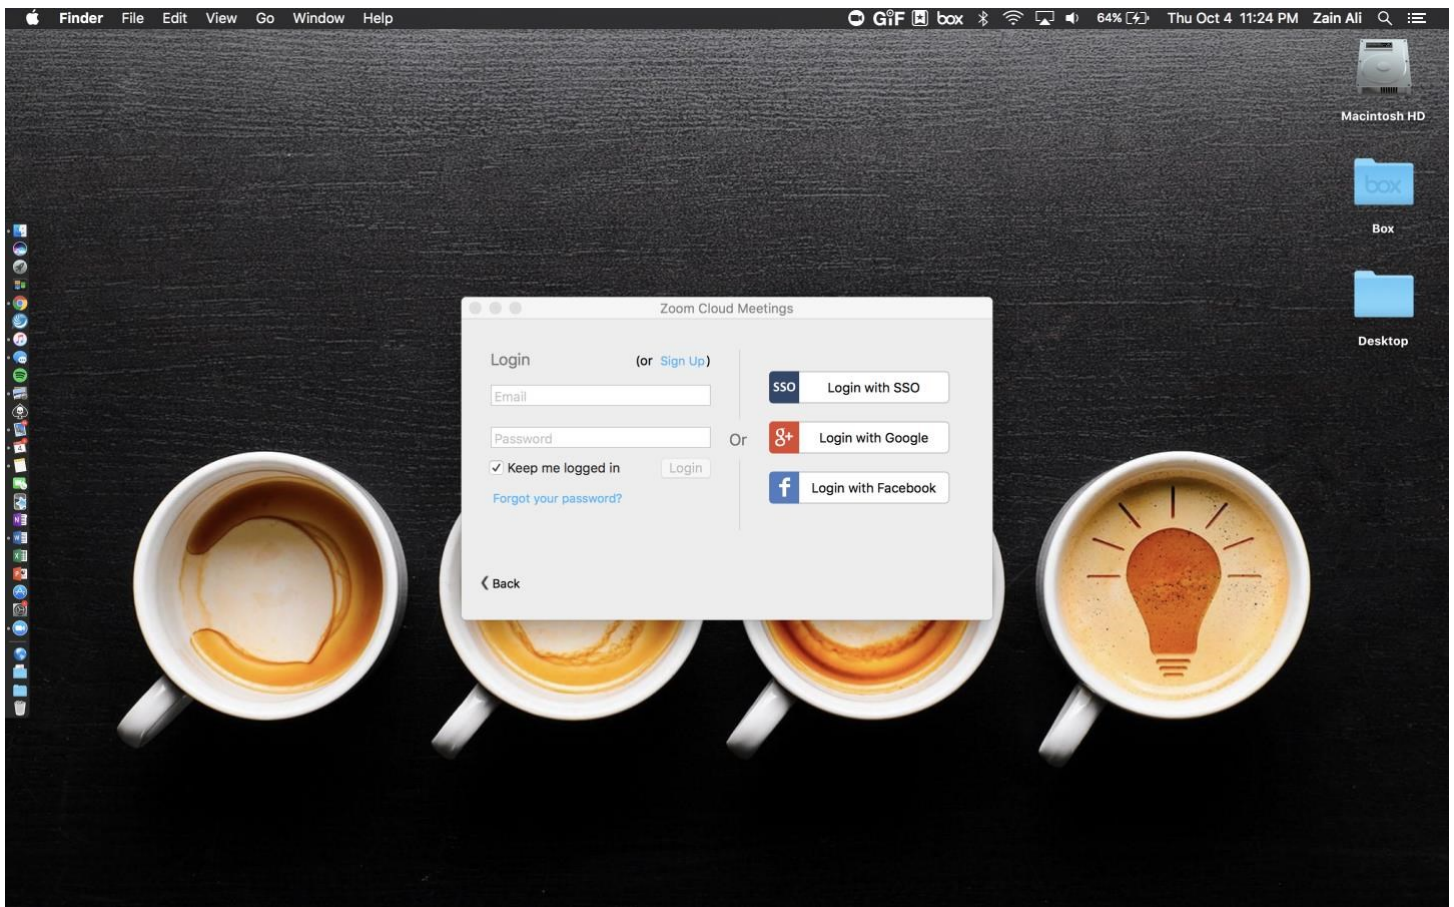 Finder File Edit View Go Window Help GIF box 64% Thu Oct 4 11:24 PM Zain Ali
Macintosh HD
box
Box
Desktop
Zoom Cloud Meetings
Login (or Sign Up)
Email
Password
Keep me logged in Login
Forgot your password?
Or
SSO Login with SSO
g+ Login with Google
f Login with Facebook
Back